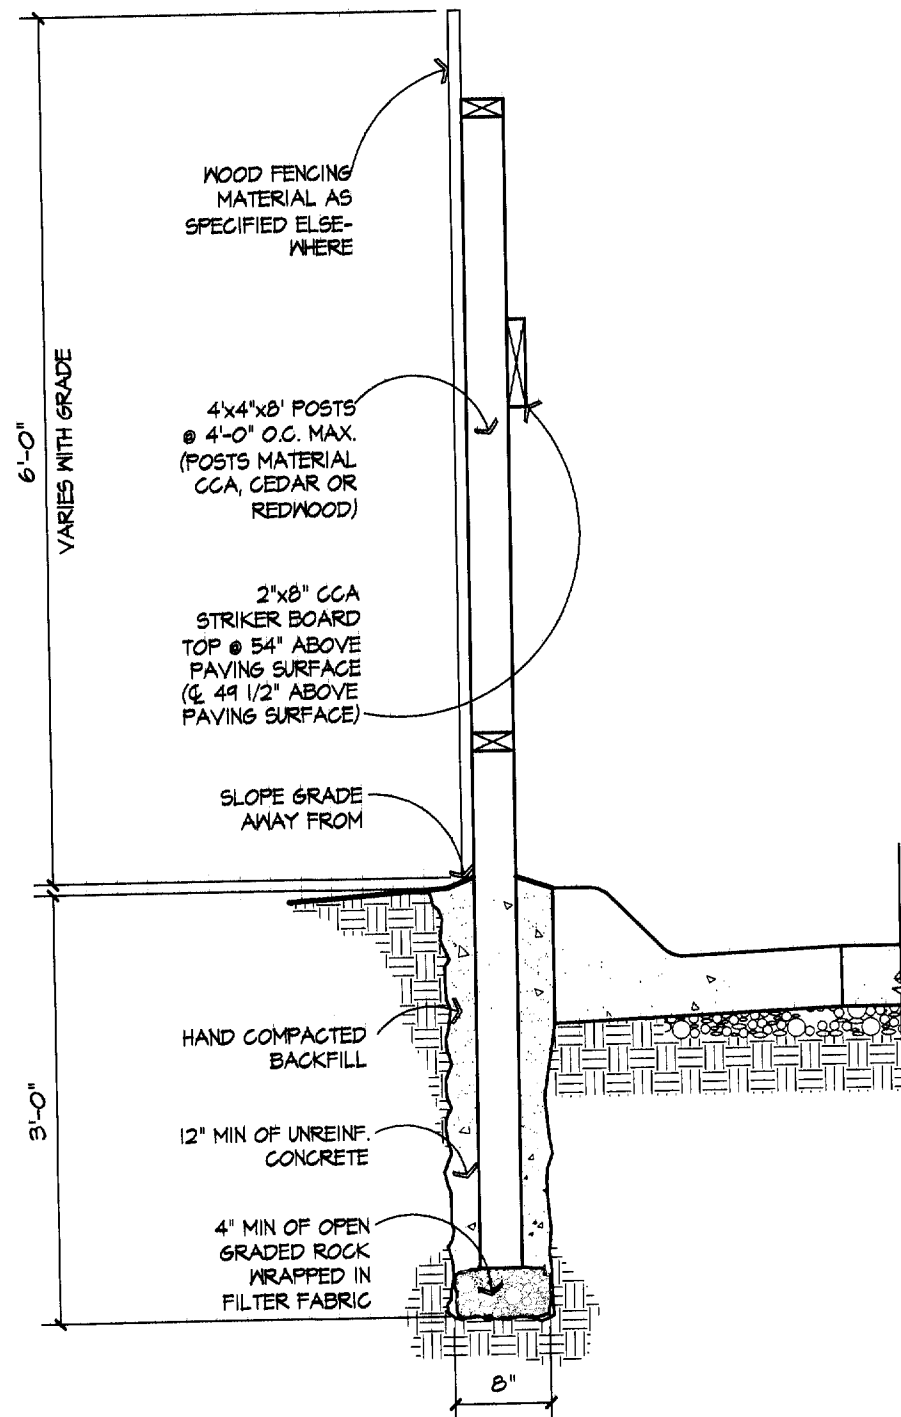 WOOD FENCING
MATERIAL AS
SPECIFIED ELSE-
WHERE
6'-0"
VARIES WITH GRADE
4'x4"x8' POSTS
@ 4'-0" O.C. MAX.
(POSTS MATERIAL
CCA, CEDAR OR
REDWOOD)
2"x8" CCA
STRIKER BOARD
TOP @ 54" ABOVE
PAVING SURFACE
(℄ 49 1/2" ABOVE
PAVING SURFACE)
SLOPE GRADE
AWAY FROM
HAND COMPACTED
BACKFILL
3'-0"
12" MIN OF UNREINF.
CONCRETE
4" MIN OF OPEN
GRADED ROCK
WRAPPED IN
FILTER FABRIC
8"